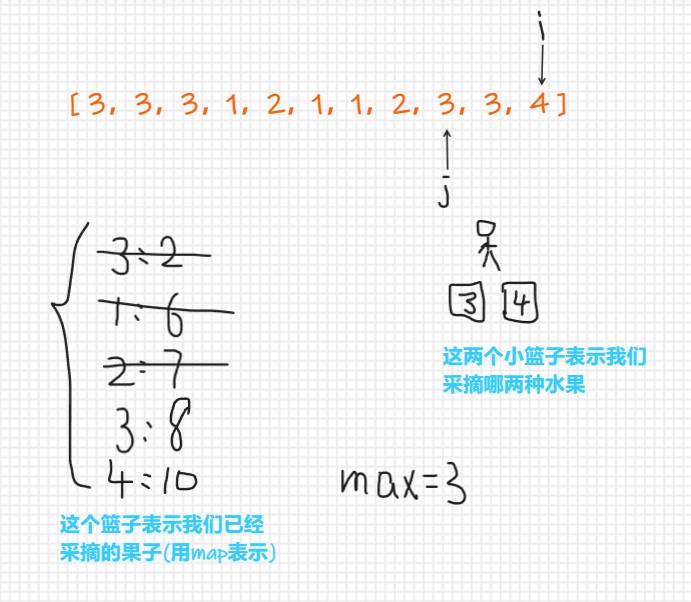 i
[3, 3, 3, 1, 2, 1, 1, 2, 3, 3, 4]
j
3:2
1:6
2:7
3:8
4:10
3 4
这两个小篮子表示我们
采摘哪两种水果
max=3
这个篮子表示我们已经
采摘的果子(用map表示)